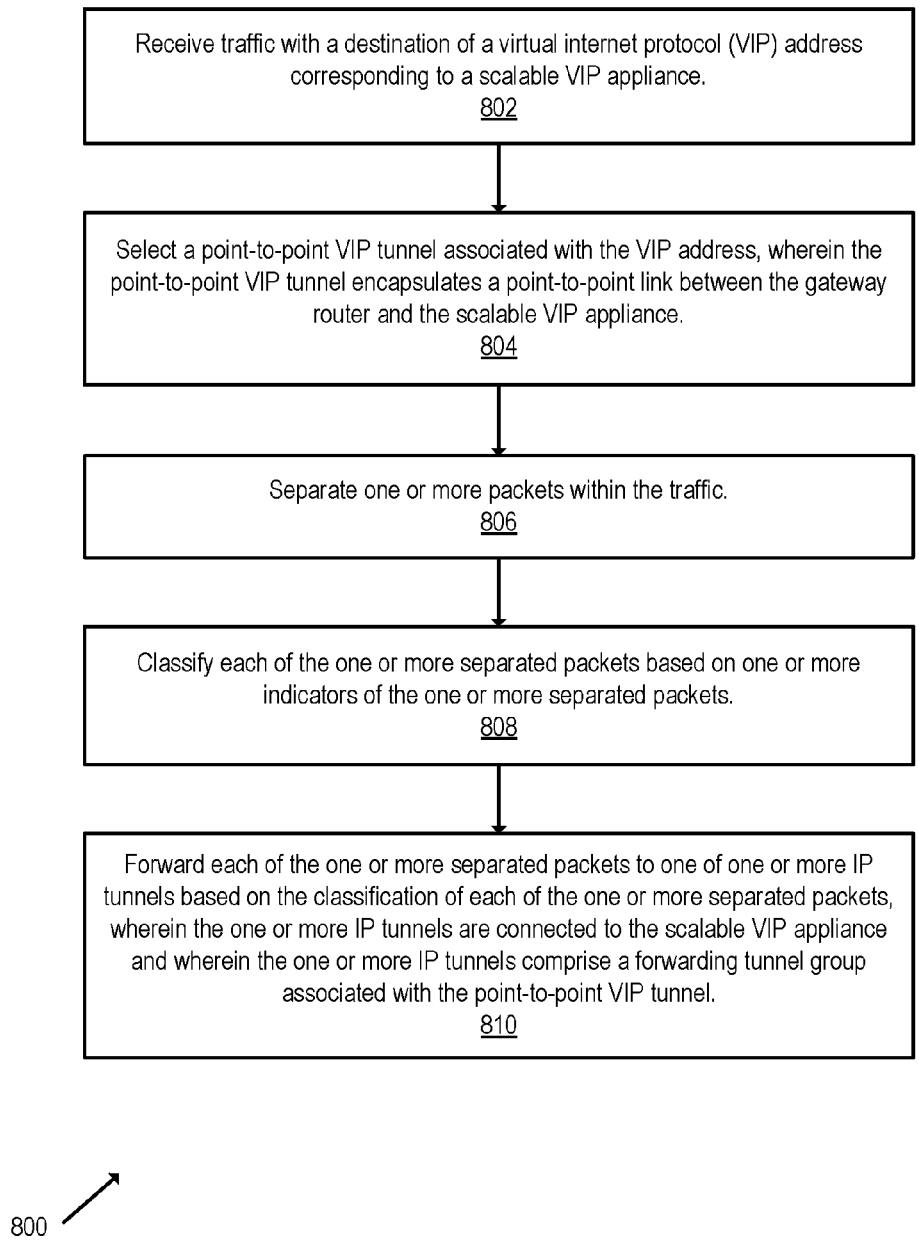 Receive traffic with a destination of a virtual internet protocol (VIP) address
corresponding to a scalable VIP appliance.
802
Select a point-to-point VIP tunnel associated with the VIP address, wherein the
point-to-point VIP tunnel encapsulates a point-to-point link between the gateway
router and the scalable VIP appliance.
804
Separate one or more packets within the traffic.
806
Classify each of the one or more separated packets based on one or more
indicators of the one or more separated packets.
808
Forward each of the one or more separated packets to one of one or more IP
tunnels based on the classification of each of the one or more separated packets,
wherein the one or more IP tunnels are connected to the scalable VIP appliance
and wherein the one or more IP tunnels comprise a forwarding tunnel group
associated with the point-to-point VIP tunnel.
810
800